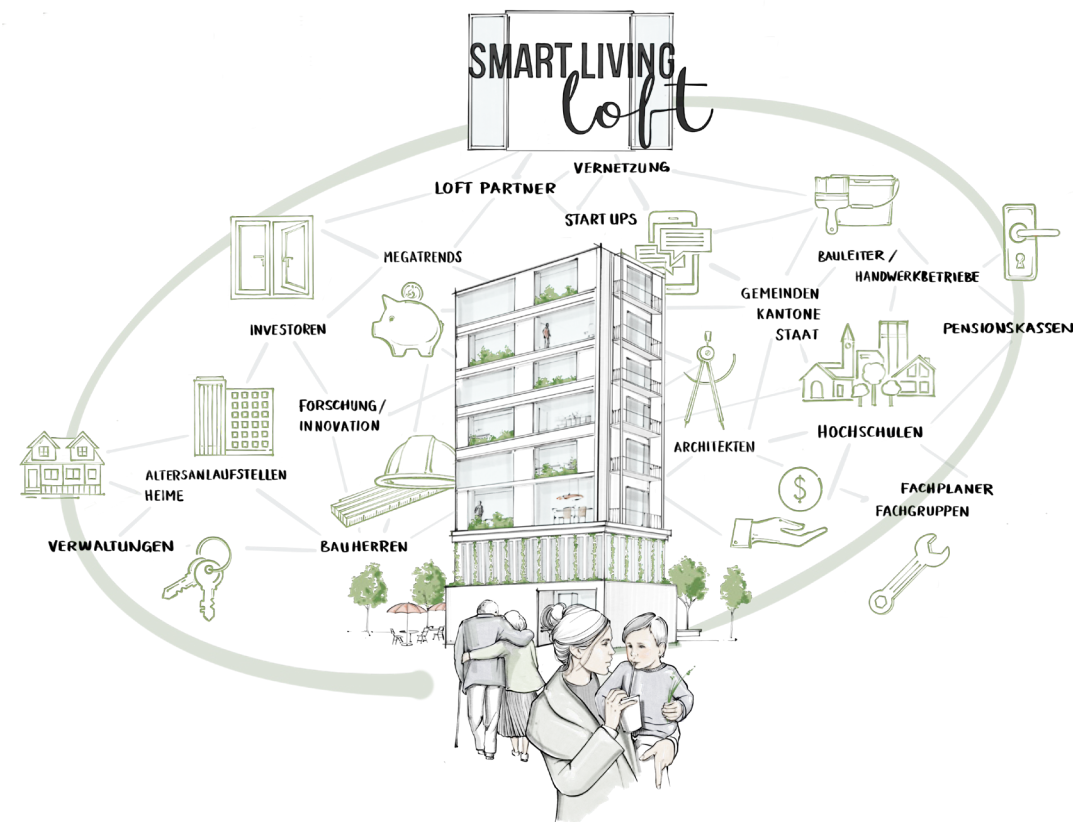 SMART LIVING
loft
VERNETZUNG
LOFT PARTNER
START UPS
MEGATRENDS
BAULEITER /
HANDWERKBETRIEBE
GEMEINDEN
KANTONE
STAAT
INVESTOREN
PENSIONSKASSEN
FORSCHUNG/
INNOVATION
HOCHSCHULEN
ARCHITEKTEN
ALTERSANLAUFSTELLEN
HEIME
$
FACHPLANER
FACHGRUPPEN
VERWALTUNGEN
BAUHERREN